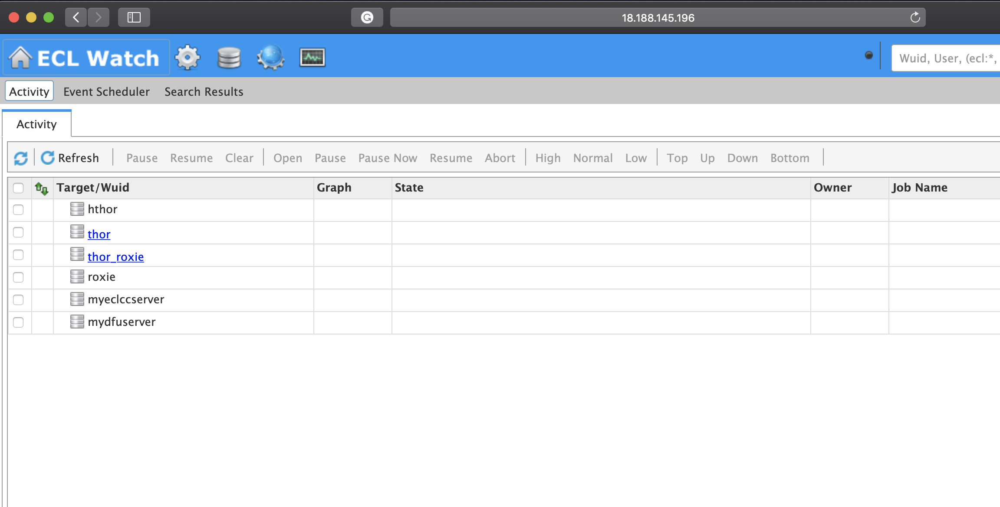 18.188.145.196
ECL Watch
Wuid, User, (ecl:*,
Activity Event Scheduler Search Results
Activity
Refresh Pause Resume Clear Open Pause Pause Now Resume Abort High Normal Low Top Up Down Bottom
Target/Wuid Graph State Owner Job Name
hthor
thor
thor_roxie
roxie
myeclccserver
mydfuserver